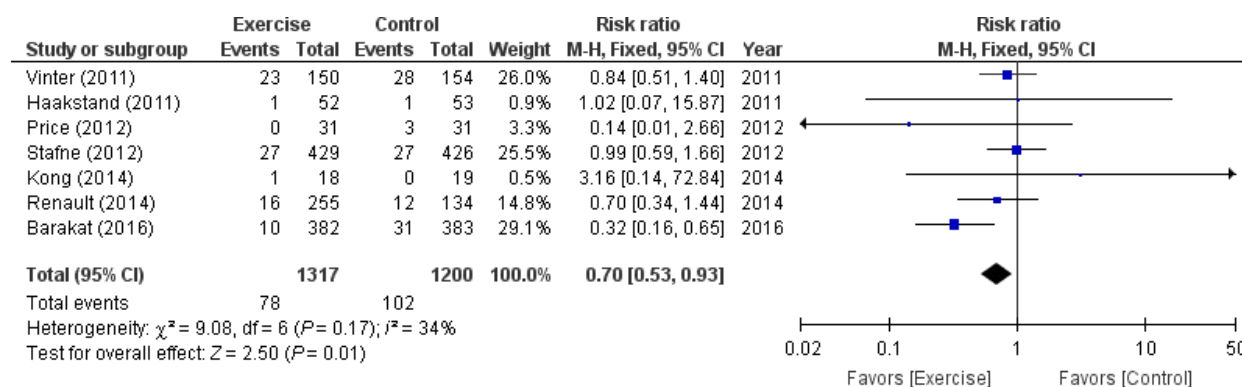 Exercise Control Risk ratio Risk ratio
Study or subgroup Events Total Events Total Weight M-H, Fixed, 95% CI Year M-H, Fixed, 95% CI
Vinter (2011) 23 150 28 154 26.0% 0.84 [0.51, 1.40] 2011
Haakstand (2011) 1 52 1 53 0.9% 1.02 [0.07, 15.87] 2011
Price (2012) 0 31 3 31 3.3% 0.14 [0.01, 2.66] 2012
Stafne (2012) 27 429 27 426 25.5% 0.99 [0.59, 1.66] 2012
Kong (2014) 1 18 0 19 0.5% 3.16 [0.14, 72.84] 2014
Renault (2014) 16 255 12 134 14.8% 0.70 [0.34, 1.44] 2014
Barakat (2016) 10 382 31 383 29.1% 0.32 [0.16, 0.65] 2016
Total (95% CI) 1317 1200 100.0% 0.70 [0.53, 0.93]
Total events 78 102
Heterogeneity: χ² = 9.08, df = 6 (P = 0.17); I² = 34%
Test for overall effect: Z = 2.50 (P = 0.01)
0.02 0.1 1 10 50
Favors [Exercise] Favors [Control]